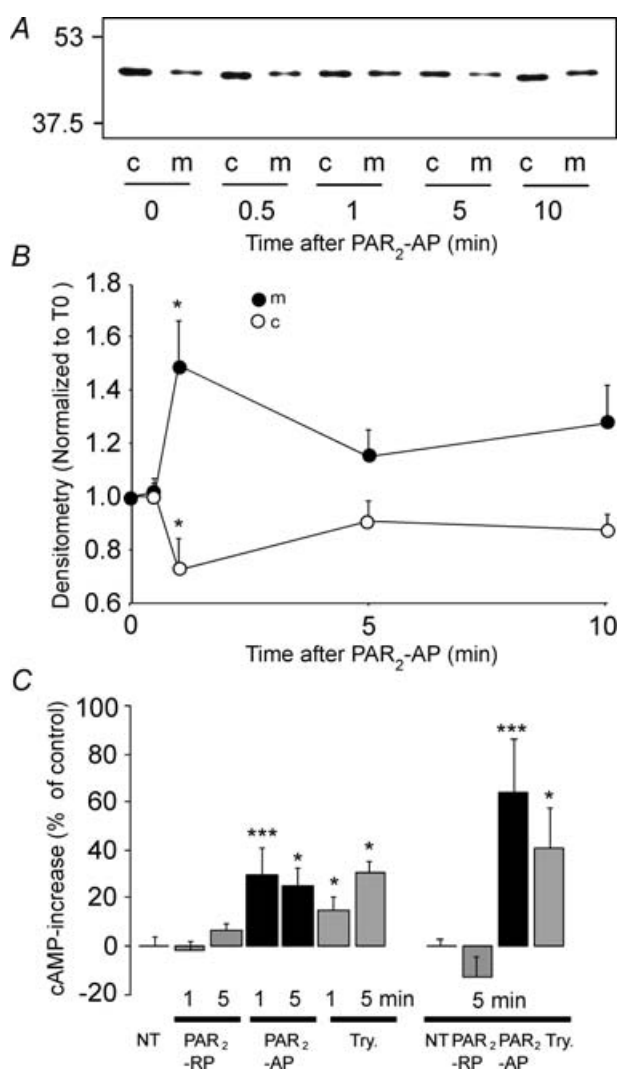 A
53
37.5
c m c m c m c m c m
0 0.5 1 5 10
Time after PAR₂-AP (min)
B
Densitometry (Normalized to T0)
1.8
1.6
1.4
1.2
1.0
0.8
0.6
*
*
m
c
0 5 10
Time after PAR₂-AP (min)
C
cAMP-increase (% of control)
100
80
60
40
20
0
-20
*** * * * *** *
1 5 1 5 1 5 min 5 min
NT PAR₂ PAR₂ Try. NT PAR₂ PAR₂ Try.
-RP -AP -RP -AP